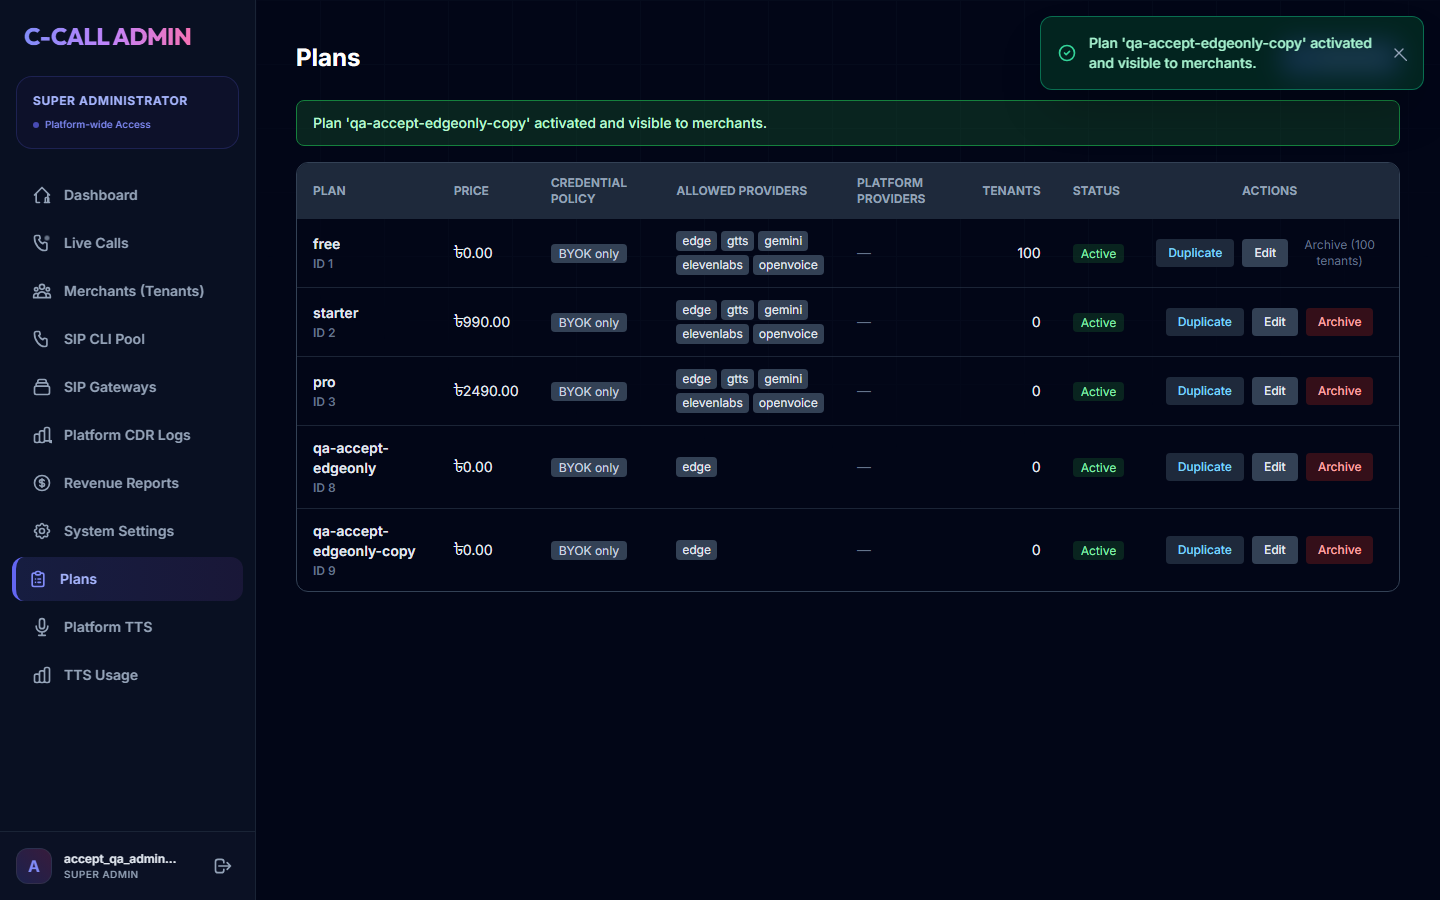 C-CALL ADMIN
SUPER ADMINISTRATOR
Platform-wide Access
Dashboard
Live Calls
Merchants (Tenants)
SIP CLI Pool
SIP Gateways
Platform CDR Logs
Revenue Reports
System Settings
Plans
Platform TTS
TTS Usage
A
accept_qa_admin...
SUPER ADMIN
Plans
Plan 'qa-accept-edgeonly-copy' activated
and visible to merchants.
Plan 'qa-accept-edgeonly-copy' activated and visible to merchants.
PLAN PRICE CREDENTIAL POLICY ALLOWED PROVIDERS PLATFORM PROVIDERS TENANTS STATUS ACTIONS
free
ID 1
৳0.00
BYOK only
edge gtts gemini
elevenlabs openvoice
—
100
Active
Duplicate Edit Archive (100
tenants)
starter
ID 2
৳990.00
BYOK only
edge gtts gemini
elevenlabs openvoice
—
0
Active
Duplicate Edit Archive
pro
ID 3
৳2490.00
BYOK only
edge gtts gemini
elevenlabs openvoice
—
0
Active
Duplicate Edit Archive
qa-accept-
edgeonly
ID 8
৳0.00
BYOK only
edge
—
0
Active
Duplicate Edit Archive
qa-accept-
edgeonly-copy
ID 9
৳0.00
BYOK only
edge
—
0
Active
Duplicate Edit Archive